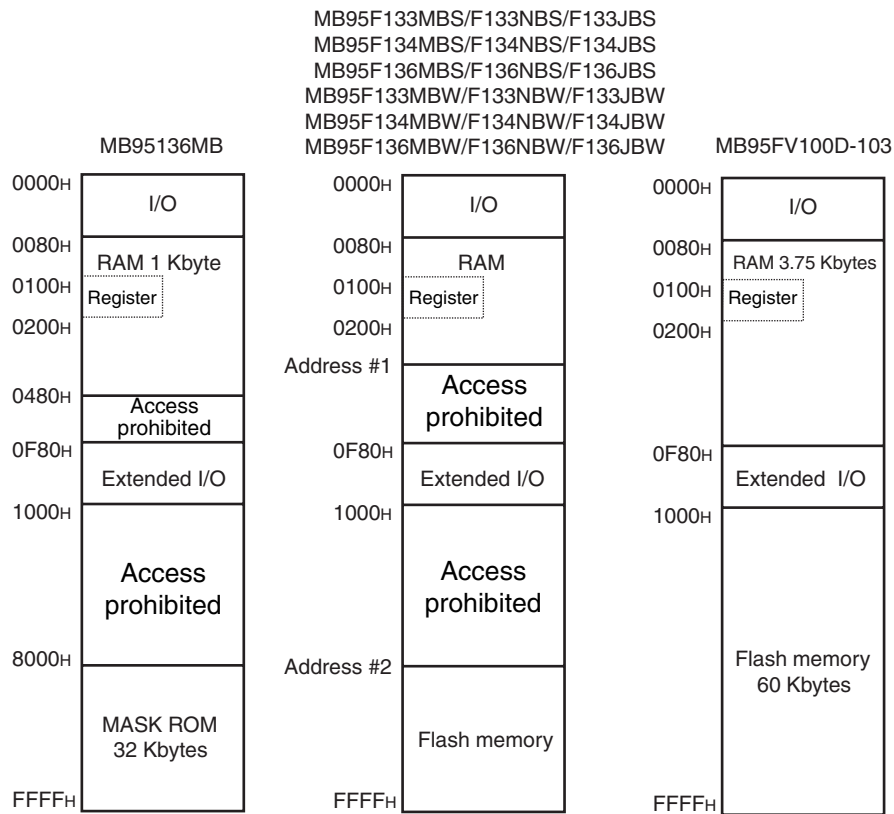 MB95F133MBS/F133NBS/F133JBS
MB95F134MBS/F134NBS/F134JBS
MB95F136MBS/F136NBS/F136JBS
MB95F133MBW/F133NBW/F133JBW
MB95F134MBW/F134NBW/F134JBW
MB95F136MBW/F136NBW/F136JBW
MB95136MB
0000H
I/O
0080H
RAM 1 Kbyte
0100H
Register
0200H
0480H
Access
prohibited
0F80H
Extended I/O
1000H
Access
prohibited
8000H
MASK ROM
32 Kbytes
FFFFH
0000H
I/O
0080H
RAM
0100H
Register
0200H
Address #1
Access
prohibited
0F80H
Extended I/O
1000H
Access
prohibited
Address #2
Flash memory
FFFFH
MB95FV100D-103
0000H
I/O
0080H
RAM 3.75 Kbytes
0100H
Register
0200H
0F80H
Extended I/O
1000H
Flash memory
60 Kbytes
FFFFH